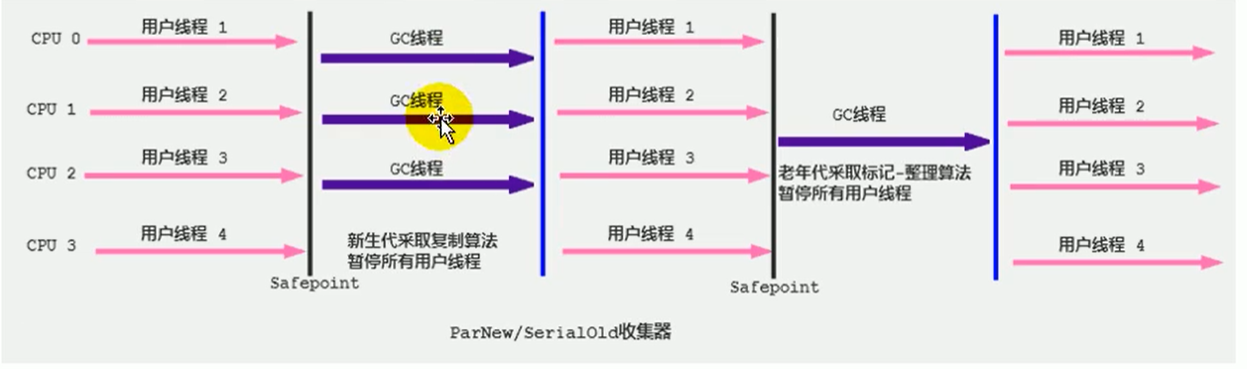 CPU 0
用户线程 1
GC线程
用户线程 1
用户线程 1
CPU 1
用户线程 2
GC线程
用户线程 2
GC线程
用户线程 2
CPU 2
用户线程 3
GC线程
用户线程 3
老年代采取标记-整理算法
暂停所有用户线程
用户线程 3
CPU 3
用户线程 4
新生代采取复制算法
暂停所有用户线程
用户线程 4
用户线程 4
Safepoint
Safepoint
ParNew/SerialOld收集器